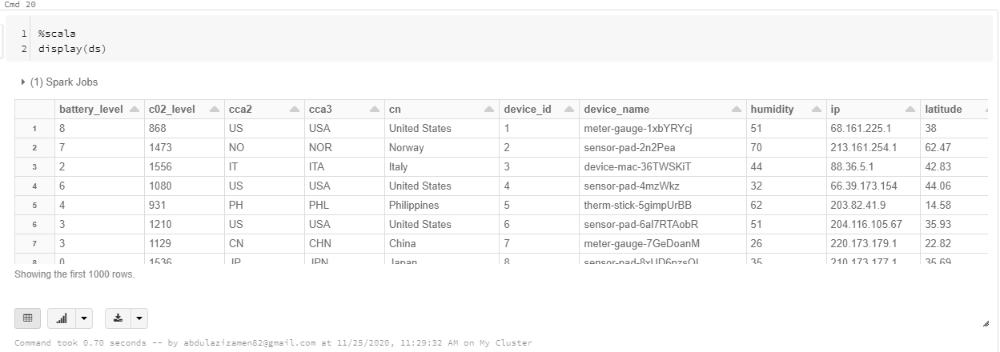 Cmd 20
1 %scala
2 display(ds)
(1) Spark Jobs
battery_level c02_level cca2 cca3 cn device_id device_name humidity ip latitude
1 8 868 US USA United States 1 meter-gauge-1xbYRYcj 51 68.161.225.1 38
2 7 1473 NO NOR Norway 2 sensor-pad-2n2Pea 70 213.161.254.1 62.47
3 2 1556 IT ITA Italy 3 device-mac-36TWSKiT 44 88.36.5.1 42.83
4 6 1080 US USA United States 4 sensor-pad-4mzWkz 32 66.39.173.154 44.06
5 4 931 PH PHL Philippines 5 therm-stick-5gimpUrBB 62 203.82.41.9 14.58
6 3 1210 US USA United States 6 sensor-pad-6al7RTAobR 51 204.116.105.67 35.93
7 3 1129 CN CHN China 7 meter-gauge-7GeDoanM 26 220.173.179.1 22.82
8 0 1536 JP JPN Japan 8 35 210.173.177.1 35.69
Showing the first 1000 rows.
Command took 0.70 seconds -- by abdulazizamen82@gmail.com at 11/25/2020, 11:29:32 AM on My Cluster